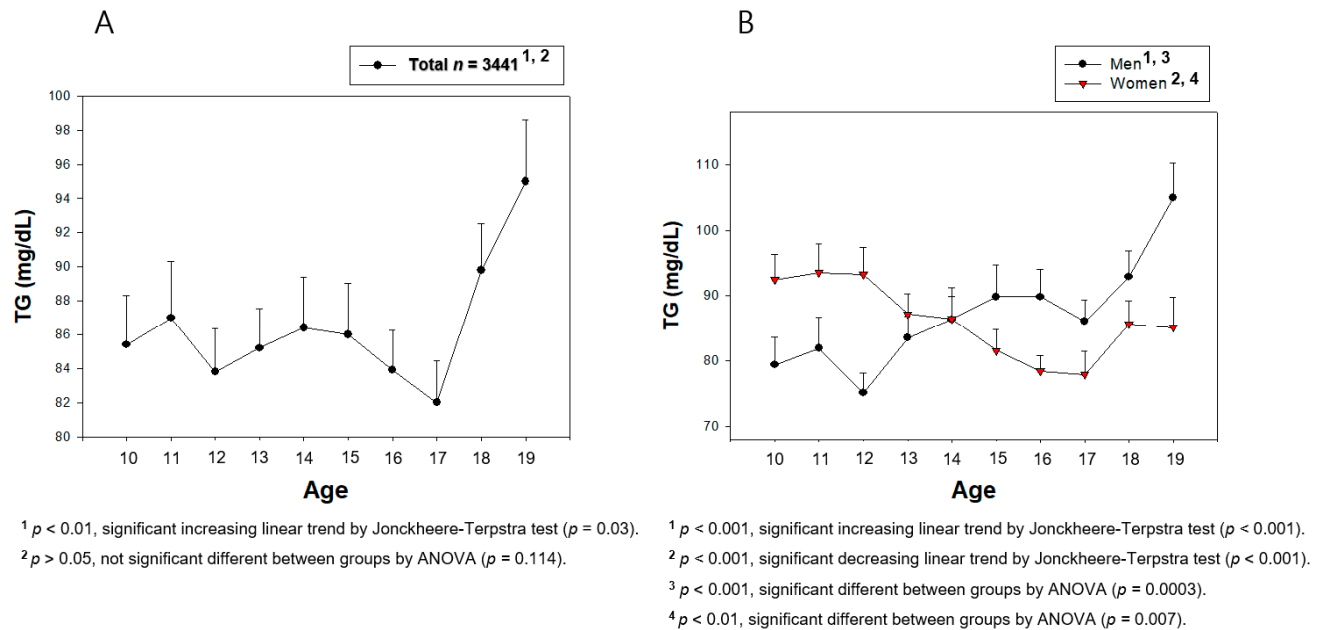 A
Total n = 3441 1, 2
100
98
96
94
92
90
88
86
84
82
80
TG (mg/dL)
10 11 12 13 14 15 16 17 18 19
Age
1 p < 0.01, significant increasing linear trend by Jonckheere-Terpstra test (p = 0.03).
2 p > 0.05, not significant different between groups by ANOVA (p = 0.114).
B
Men 1, 3
Women 2, 4
110
100
90
80
70
TG (mg/dL)
10 11 12 13 14 15 16 17 18 19
Age
1 p < 0.001, significant increasing linear trend by Jonckheere-Terpstra test (p < 0.001).
2 p < 0.001, significant decreasing linear trend by Jonckheere-Terpstra test (p < 0.001).
3 p < 0.001, significant different between groups by ANOVA (p = 0.0003).
4 p < 0.01, significant different between groups by ANOVA (p = 0.007).